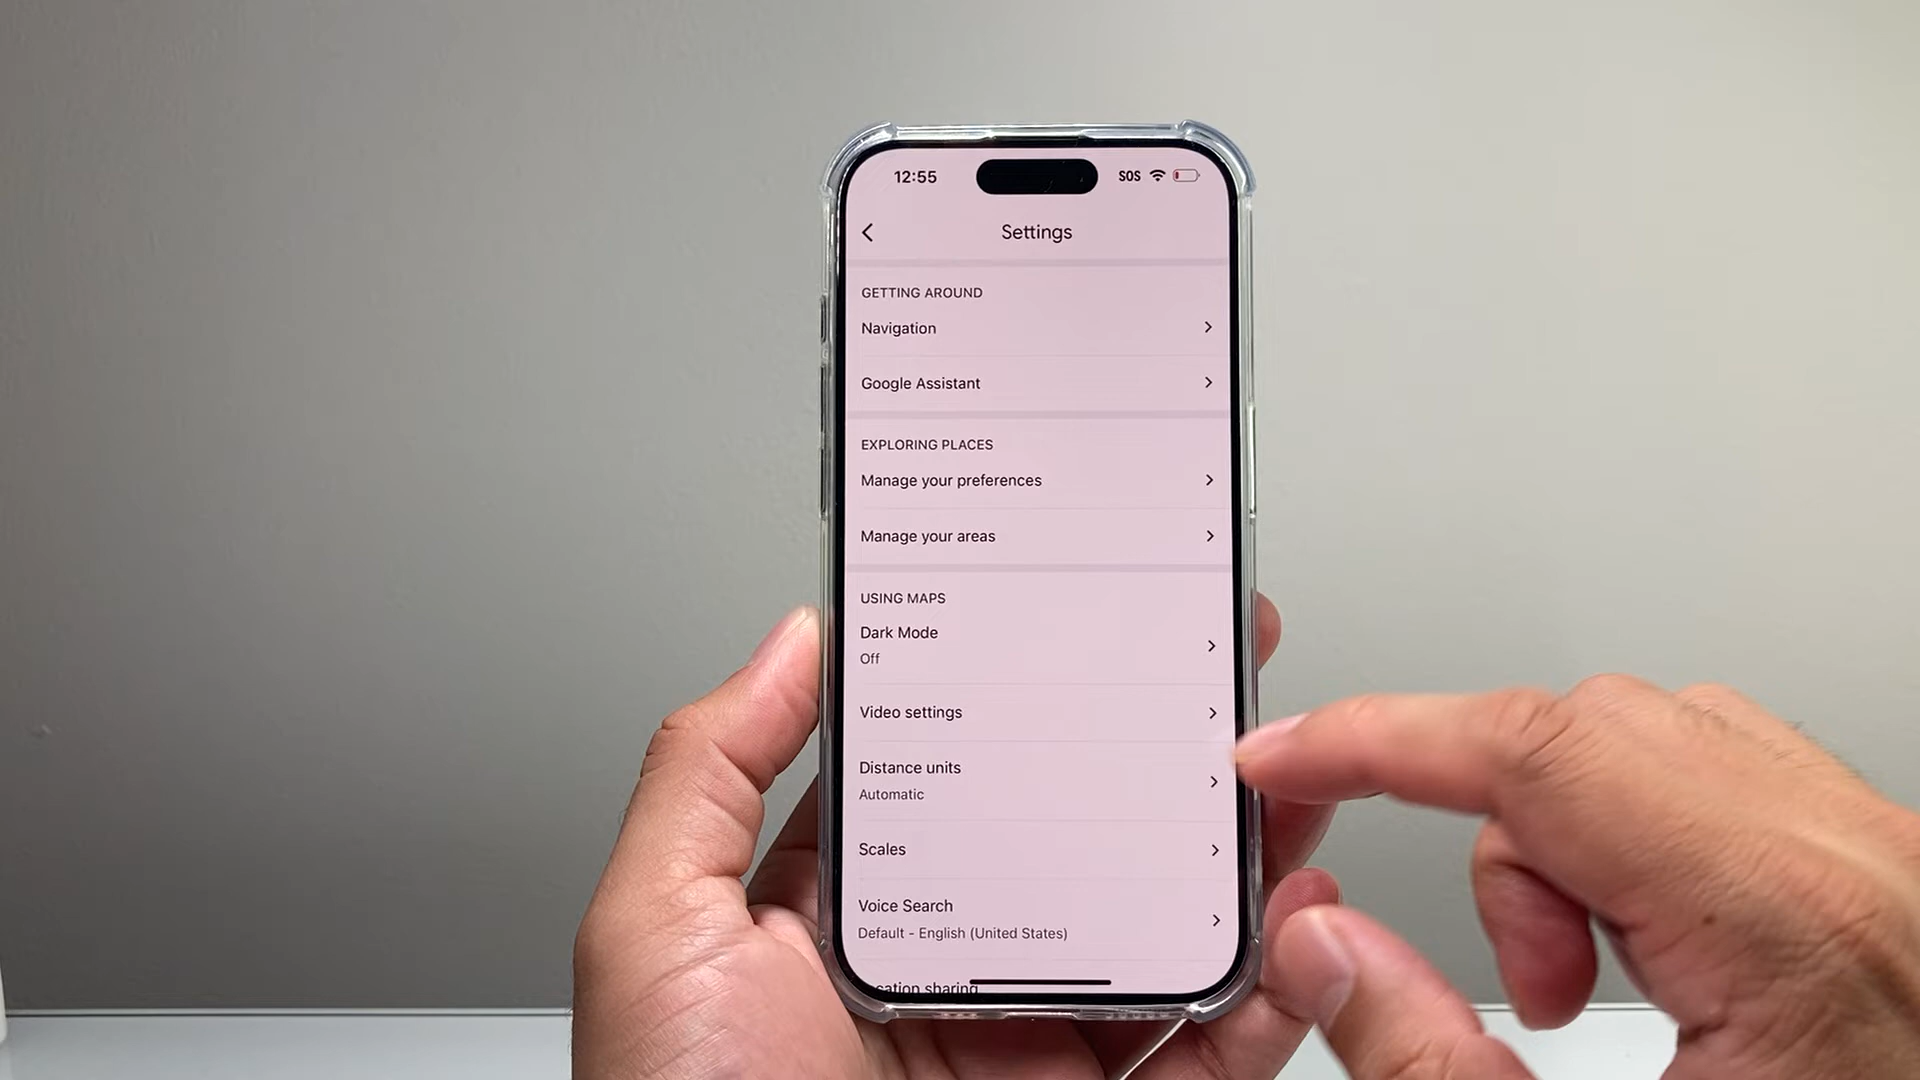 12:55
SOS
Settings
GETTING AROUND
Navigation
Google Assistant
EXPLORING PLACES
Manage your preferences
Manage your areas
USING MAPS
Dark Mode
Off
Video settings
Distance units
Automatic
Scales
Voice Search
Default - English (United States)
sharing